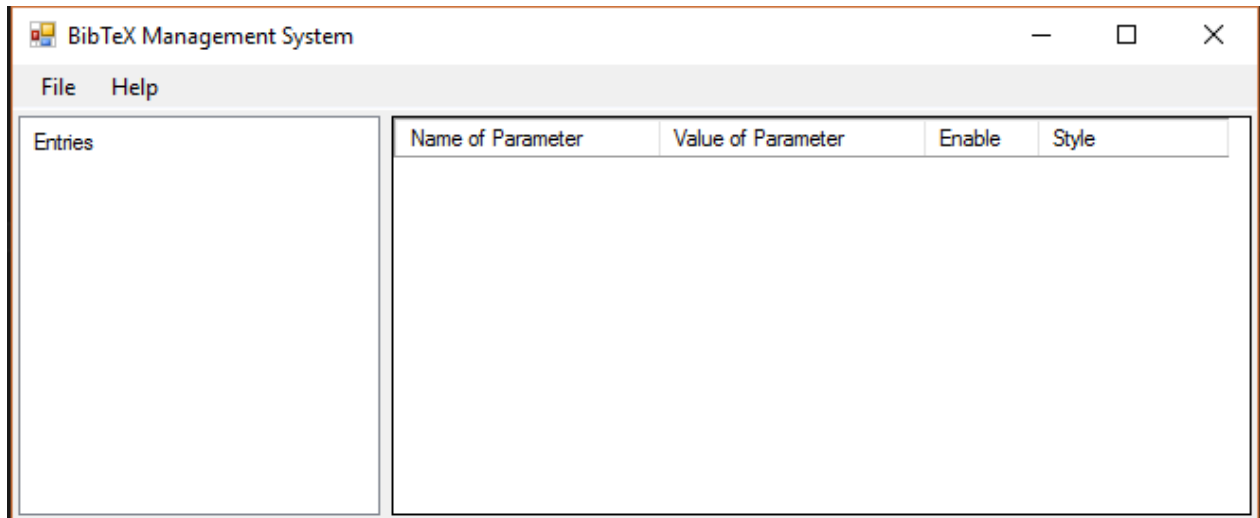 BibTeX Management System
File Help
Entries
Name of Parameter Value of Parameter Enable Style